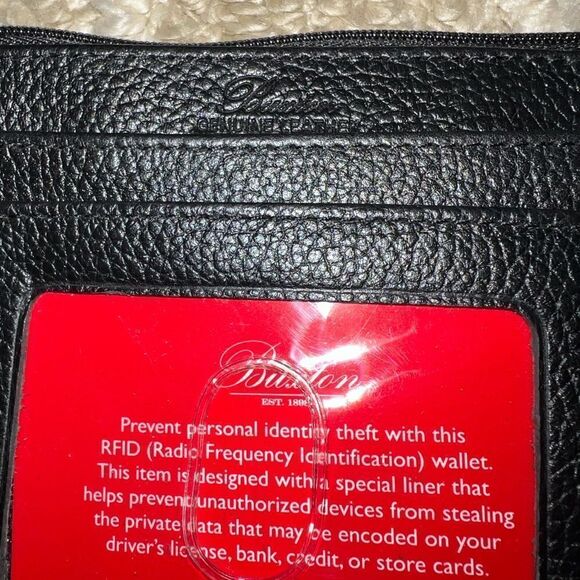 Buxton
GENUINE LEATHER
Buxton
EST. 1898
Prevent personal identity theft with this
RFID (Radio Frequency Identification) wallet.
This item is designed with a special liner that
helps prevent unauthorized devices from stealing
the private data that may be encoded on your
driver's license, bank, credit, or store cards.